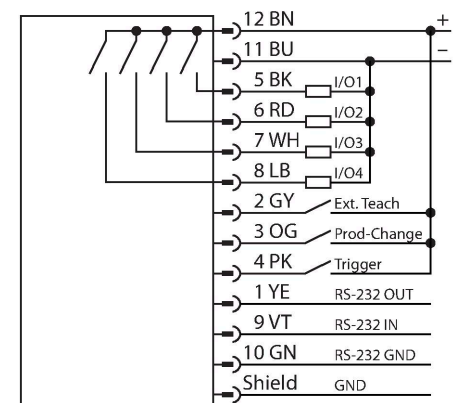 12 BN +
11 BU −
5 BK I/O1
6 RD I/O2
7 WH I/O3
8 LB I/O4
2 GY Ext. Teach
3 OG Prod-Change
4 PK Trigger
1 YE RS-232 OUT
9 VT RS-232 IN
10 GN RS-232 GND
Shield GND